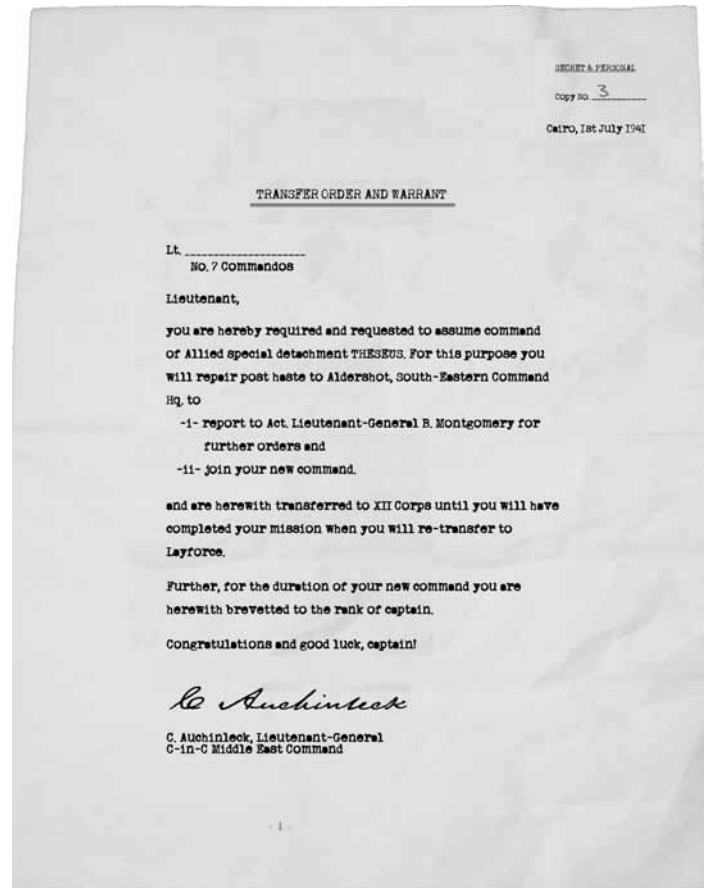 SECRET & PERSONAL
Copy No. 3
Cairo, 1st July 1941
TRANSFER ORDER AND WARRANT
Lt. ____________________
No. 7 Commandos
Lieutenant,
you are hereby required and requested to assume command
of Allied special detachment THESEUS. For this purpose you
will repair post haste to Aldershot, South-Eastern Command
Hq. to
-i- report to Act. Lieutenant-General B. Montgomery for
further orders and
-ii- join your new command.
and are herewith transferred to XII Corps until you will have
completed your mission when you will re-transfer to
Layforce.
Further, for the duration of your new command you are
herewith brevetted to the rank of captain.
Congratulations and good luck, captain!
C Auchinleck
C. Auchinleck, Lieutenant-General
C-in-C Middle East Command
- 1 -